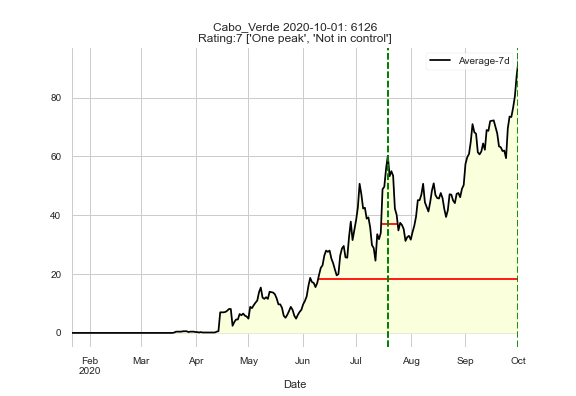 Cabo_Verde 2020-10-01: 6126
Rating:7 ['One peak', 'Not in control']
Average-7d
80
60
40
20
0
Feb Mar Apr May Jun Jul Aug Sep Oct
2020
Date